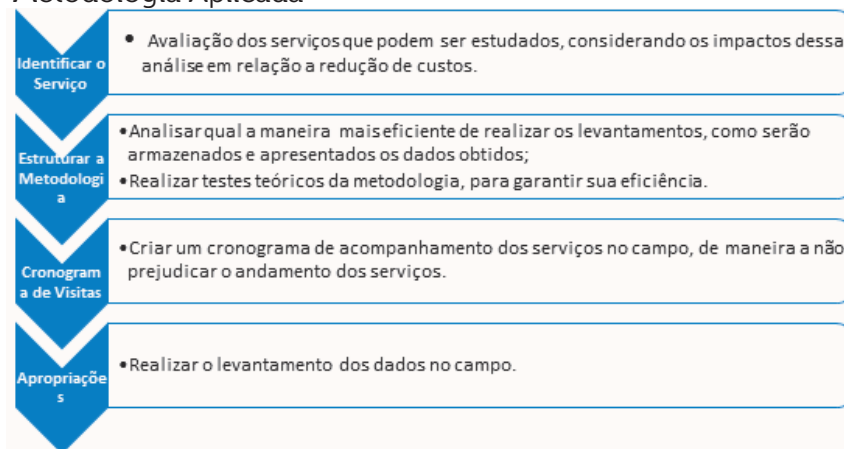 Metodologia Aplicada
Identificar o
Serviço
• Avaliação dos serviços que podem ser estudados, considerando os impactos dessa
análise em relação a redução de custos.
Estruturar a
Metodologi
a
•Analisar qual a maneira mais eficiente de realizar os levantamentos, como serão
armazenados e apresentados os dados obtidos;
•Realizar testes teóricos da metodologia, para garantir sua eficiência.
Cronogram
a de Visitas
•Criar um cronograma de acompanhamento dos serviços no campo, de maneira a não
prejudicar o andamento dos serviços.
Apropriaçõe
s
•Realizar o levantamento dos dados no campo.